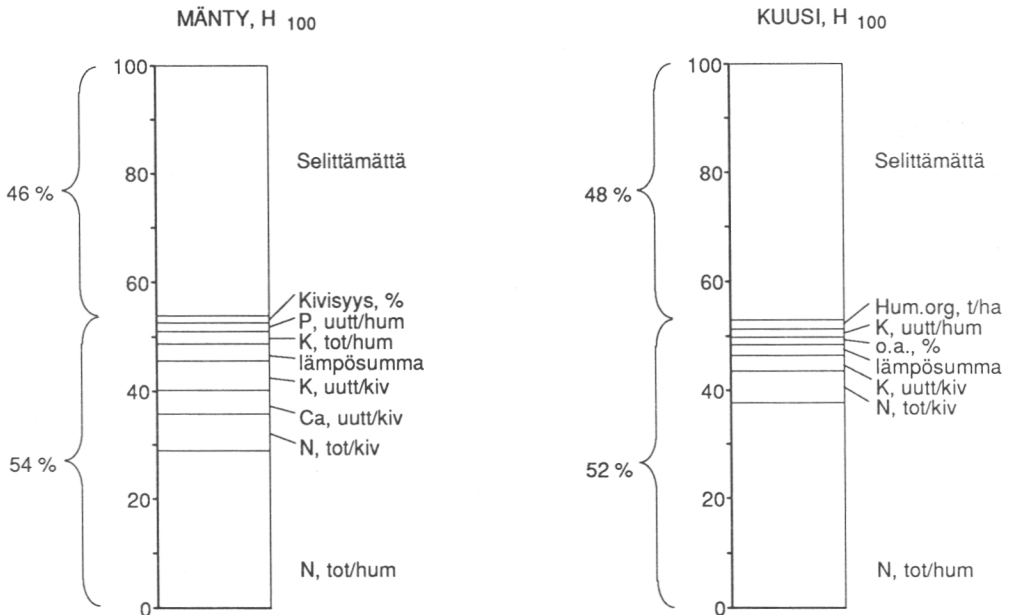 MÄNTY, H 100
100
80
60
40
20
0
46 %
54 %
Selittämättä
Kivisyys, %
P, uutt/hum
K, tot/hum
lämpösumma
K, uutt/kiv
Ca, uutt/kiv
N, tot/kiv
N, tot/hum
KUUSI, H 100
100
80
60
40
20
0
48 %
52 %
Selittämättä
Hum.org, t/ha
K, uutt/hum
o.a., %
lämpösumma
K, uutt/kiv
N, tot/kiv
N, tot/hum